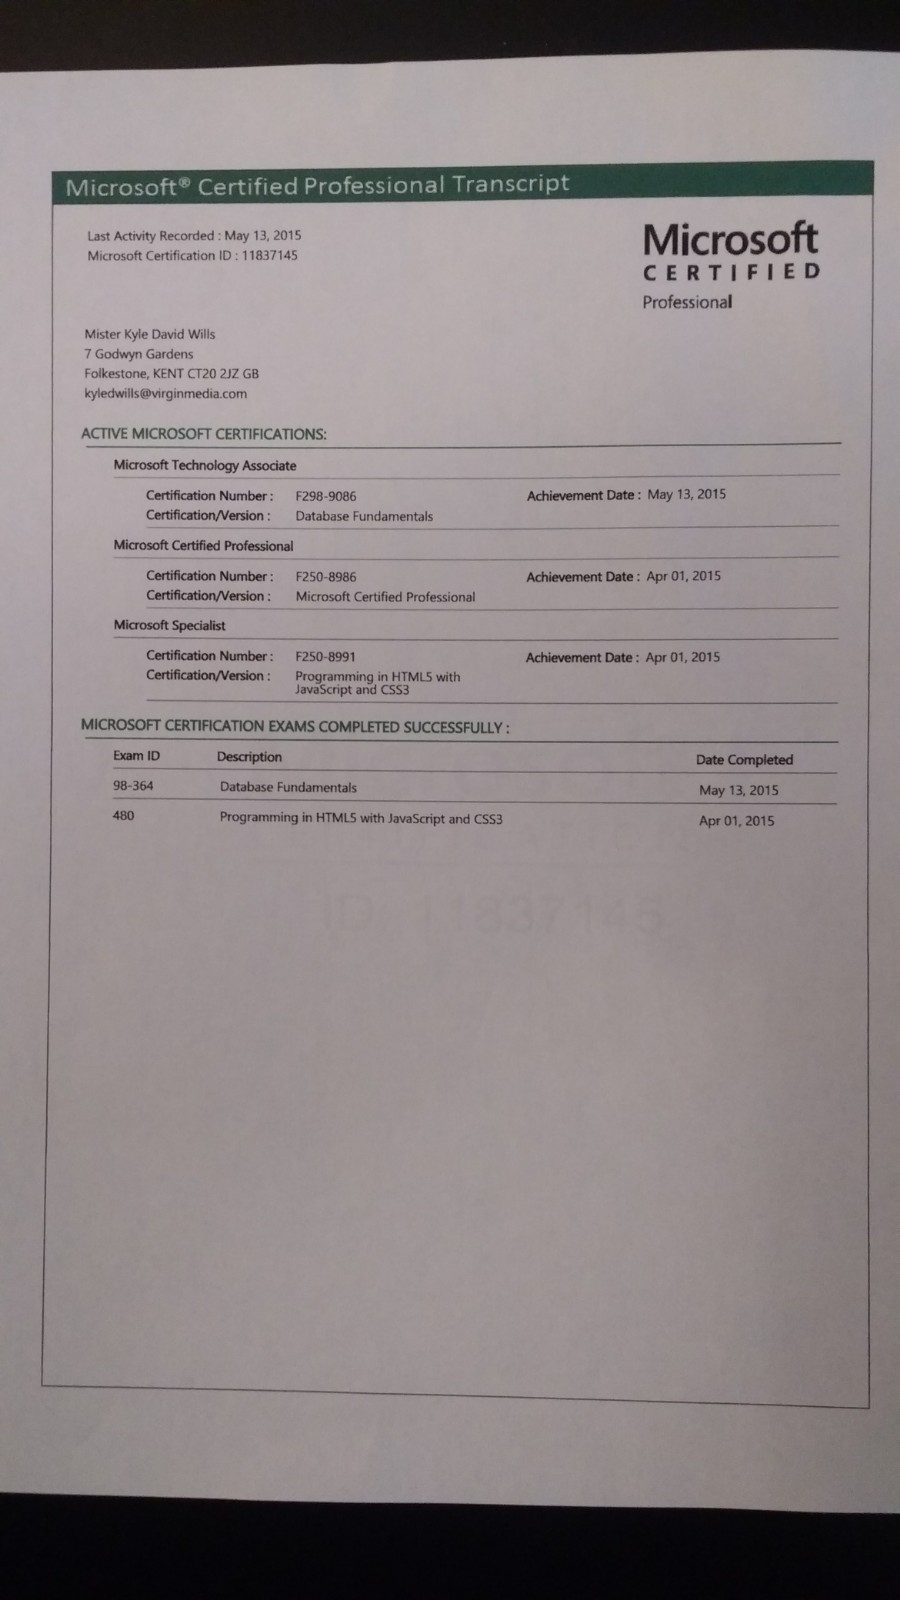 Microsoft® Certified Professional Transcript
Last Activity Recorded : May 13, 2015
Microsoft Certification ID : 11837145
Microsoft
CERTIFIED
Professional
Mister Kyle David Wills
7 Godwyn Gardens
Folkestone, KENT CT20 2JZ GB
kyledwills@virginmedia.com
ACTIVE MICROSOFT CERTIFICATIONS:
Microsoft Technology Associate
Certification Number : F298-9086 Achievement Date : May 13, 2015
Certification/Version : Database Fundamentals
Microsoft Certified Professional
Certification Number : F250-8986 Achievement Date : Apr 01, 2015
Certification/Version : Microsoft Certified Professional
Microsoft Specialist
Certification Number : F250-8991 Achievement Date : Apr 01, 2015
Certification/Version : Programming in HTML5 with
JavaScript and CSS3
MICROSOFT CERTIFICATION EXAMS COMPLETED SUCCESSFULLY :
Exam ID Description Date Completed
98-364 Database Fundamentals May 13, 2015
480 Programming in HTML5 with JavaScript and CSS3 Apr 01, 2015
ID: 11837145